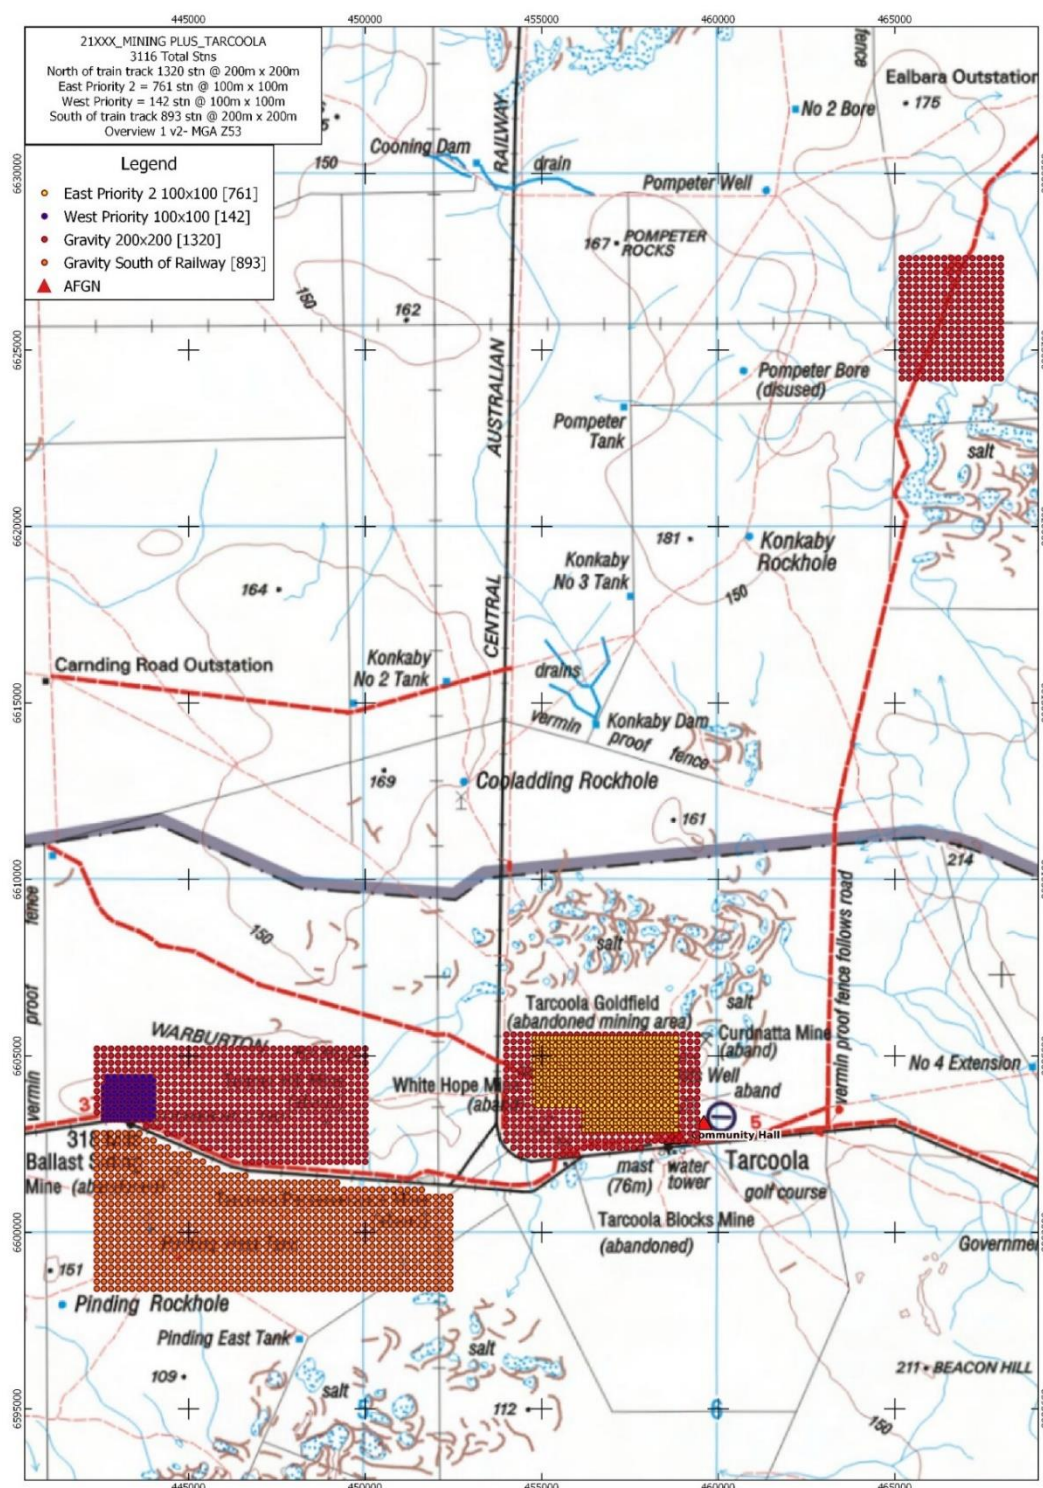 445000
450000
455000
460000
465000
21XXX_MINING PLUS_TARCOOLA
3116 Total Stns
North of train track 1320 stn @ 200m x 200m
East Priority 2 = 761 stn @ 100m x 100m
West Priority = 142 stn @ 100m x 100m
South of train track 893 stn @ 200m x 200m
Overview 1 v2- MGA Z53
Legend
East Priority 2 100x100 [761]
West Priority 100x100 [142]
Gravity 200x200 [1320]
Gravity South of Railway [893]
AFGN
fence
Ealbara Outstation
175
No 2 Bore
RAILWAY
Cooning Dam
150
drain
6630000
Pompeter Well
167
POMPETER
ROCKS
150
162
6625000
AUSTRALIAN
Pompeter Bore
(disused)
Pompeter
Tank
salt
6620000
181
Konkaby
Rockhole
Konkaby
No 3 Tank
164
150
CENTRAL
Carnding Road Outstation
Konkaby
No 2 Tank
drains
6615000
vermin
proof
fence
Konkaby Dam
169
Cooladding Rockhole
161
214
6610000
fence
proof
vermin
150
salt
vermin proof fence follows road
salt
Tarcoola Goldfield
(abandoned mining area)
WARBURTON
Curdnatta Mine
(aband)
6605000
No 4 Extension
White Hope
Well
aband
3
5
318
Community Hall
Ballast
Mine
mast
(76m)
water
tower
Tarcoola
golf course
Tarcoola Blocks Mine
(abandoned)
6600000
151
Pinding Rockhole
Pinding East Tank
salt
109
salt
211
BEACON HILL
112
150
6595000
445000
450000
455000
460000
465000